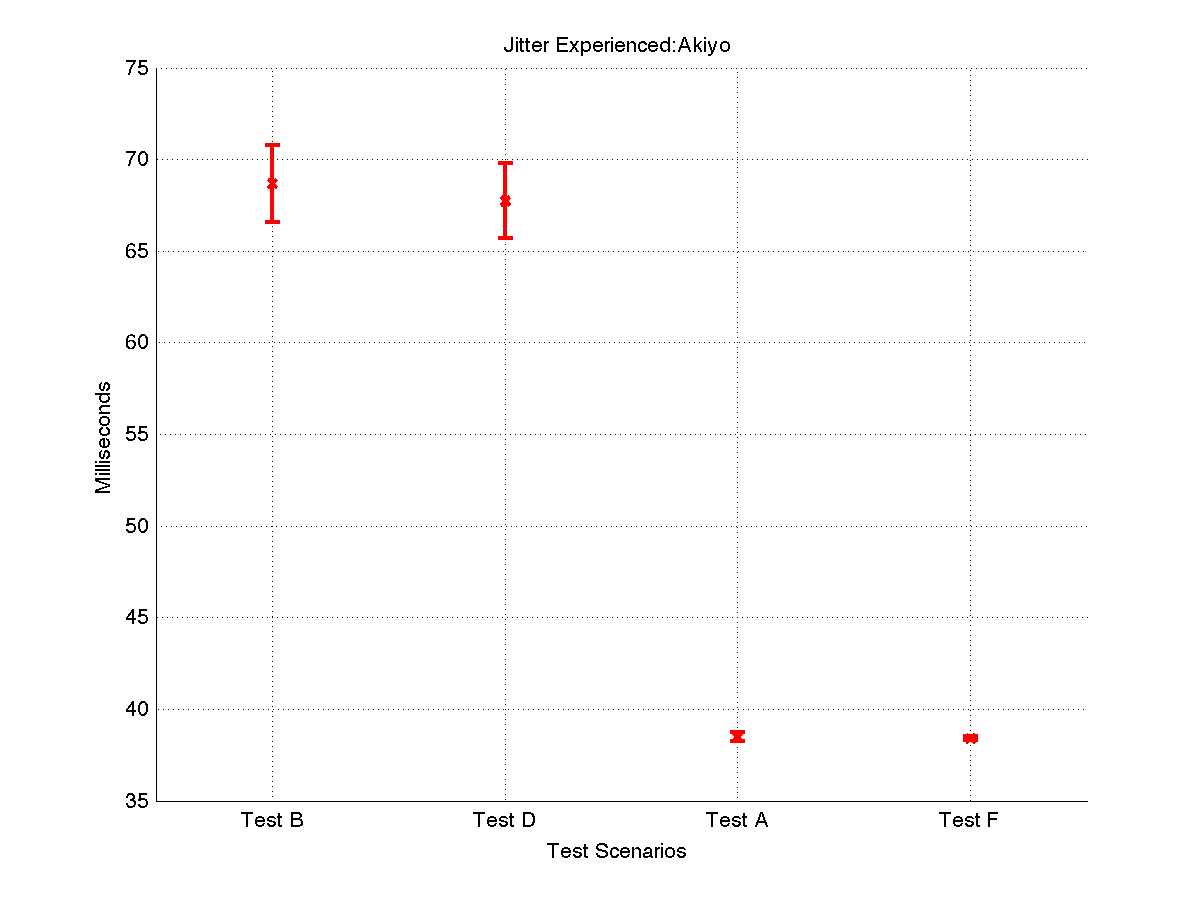 Jitter Experienced:Akiyo
75
70
65
60
55
50
45
40
35
Milliseconds
Test B
Test D
Test A
Test F
Test Scenarios